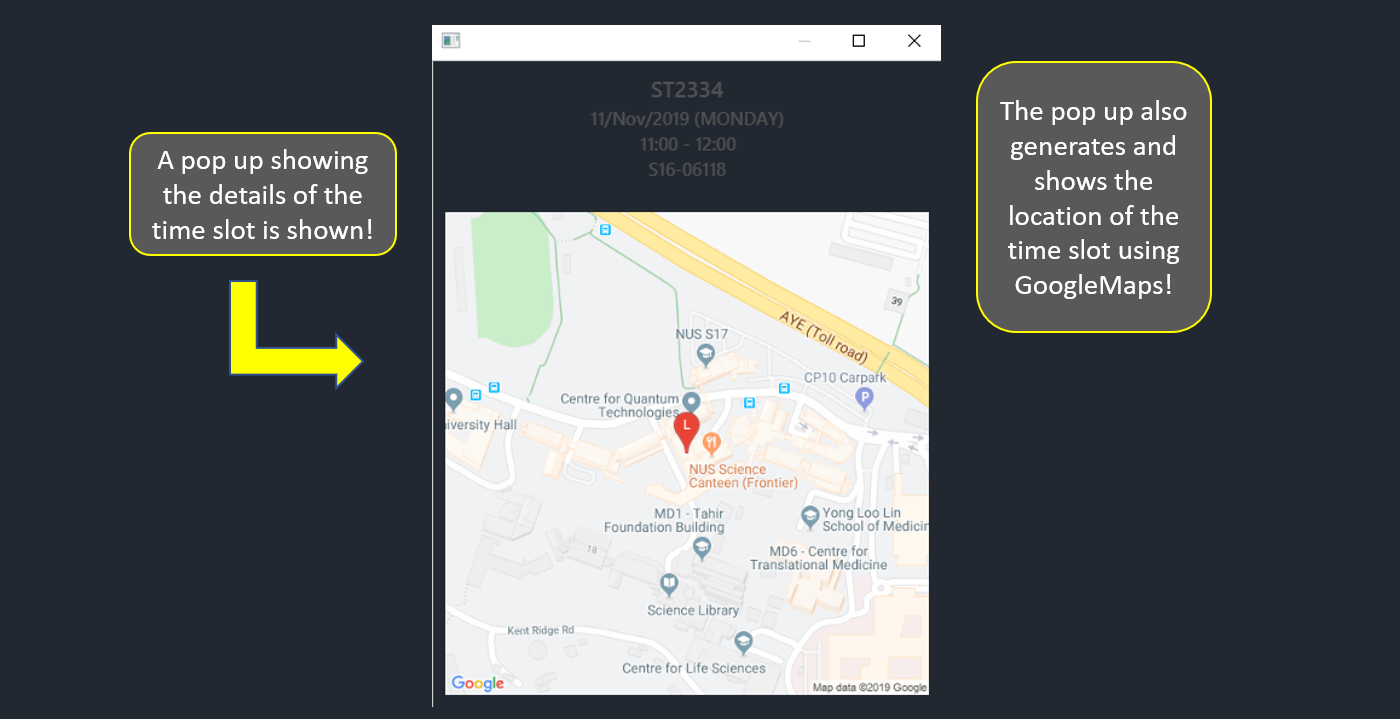 A pop up showing
the details of the
time slot is shown!
ST2334
11/Nov/2019 (MONDAY)
11:00 - 12:00
S16-06118
The pop up also
generates and
shows the
location of the
time slot using
GoogleMaps!
39
AYE (Toll road)
NUS S17
CP10 Carpark
P
Centre for Quantum
Technologies
iversity Hall
L
NUS Science
Canteen (Frontier)
MD1 - Tahir
Foundation Building
Yong Loo Lin
School of Medicin
18
MD6 - Centre for
Translational Medicine
Science Library
Kent Ridge Rd
Centre for Life Sciences
Google
Map data ©2019 Google